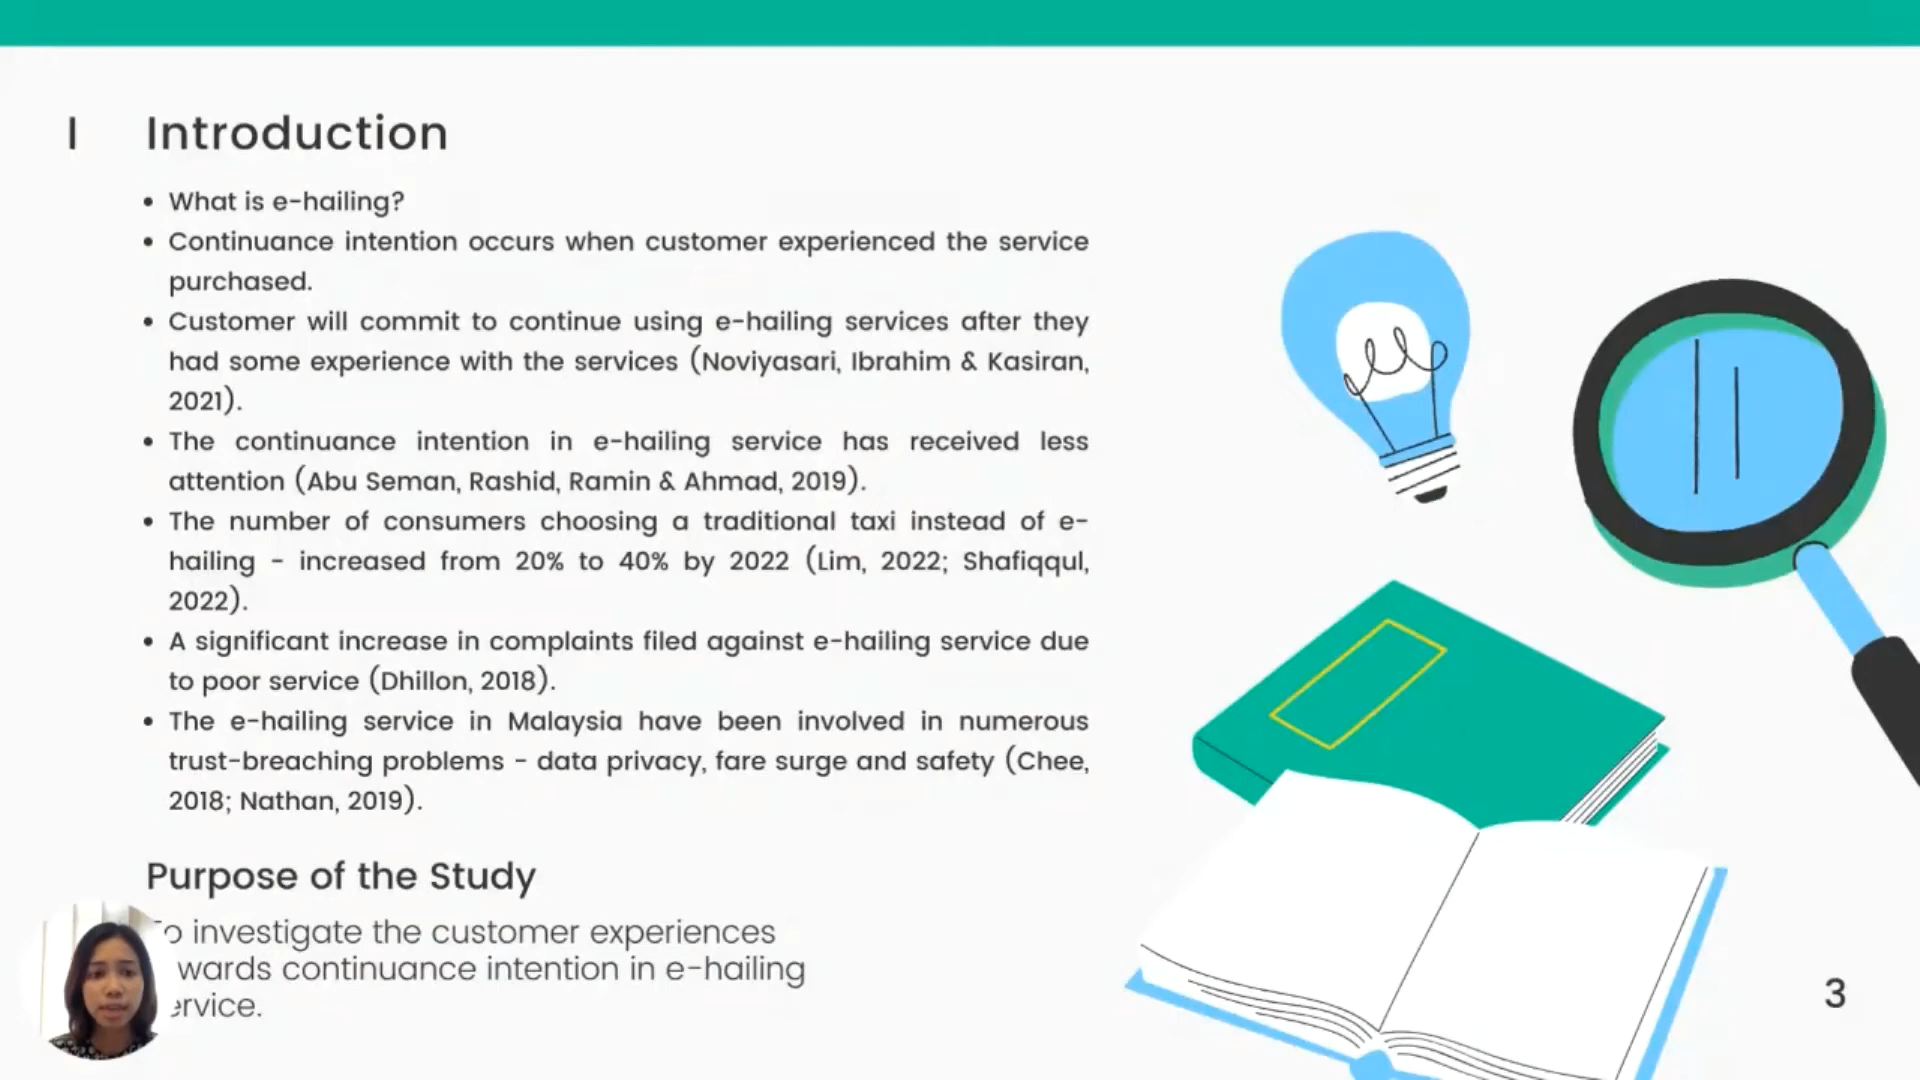 I Introduction
• What is e-hailing?
• Continuance intention occurs when customer experienced the service
purchased.
• Customer will commit to continue using e-hailing services after they
had some experience with the services (Noviyasari, Ibrahim & Kasiran,
2021).
• The continuance intention in e-hailing service has received less
attention (Abu Seman, Rashid, Ramin & Ahmad, 2019).
• The number of consumers choosing a traditional taxi instead of e-
hailing - increased from 20% to 40% by 2022 (Lim, 2022; Shafiqqul,
2022).
• A significant increase in complaints filed against e-hailing service due
to poor service (Dhillon, 2018).
• The e-hailing service in Malaysia have been involved in numerous
trust-breaching problems - data privacy, fare surge and safety (Chee,
2018; Nathan, 2019).
Purpose of the Study
o investigate the customer experiences
wards continuance intention in e-hailing
ervice.
3